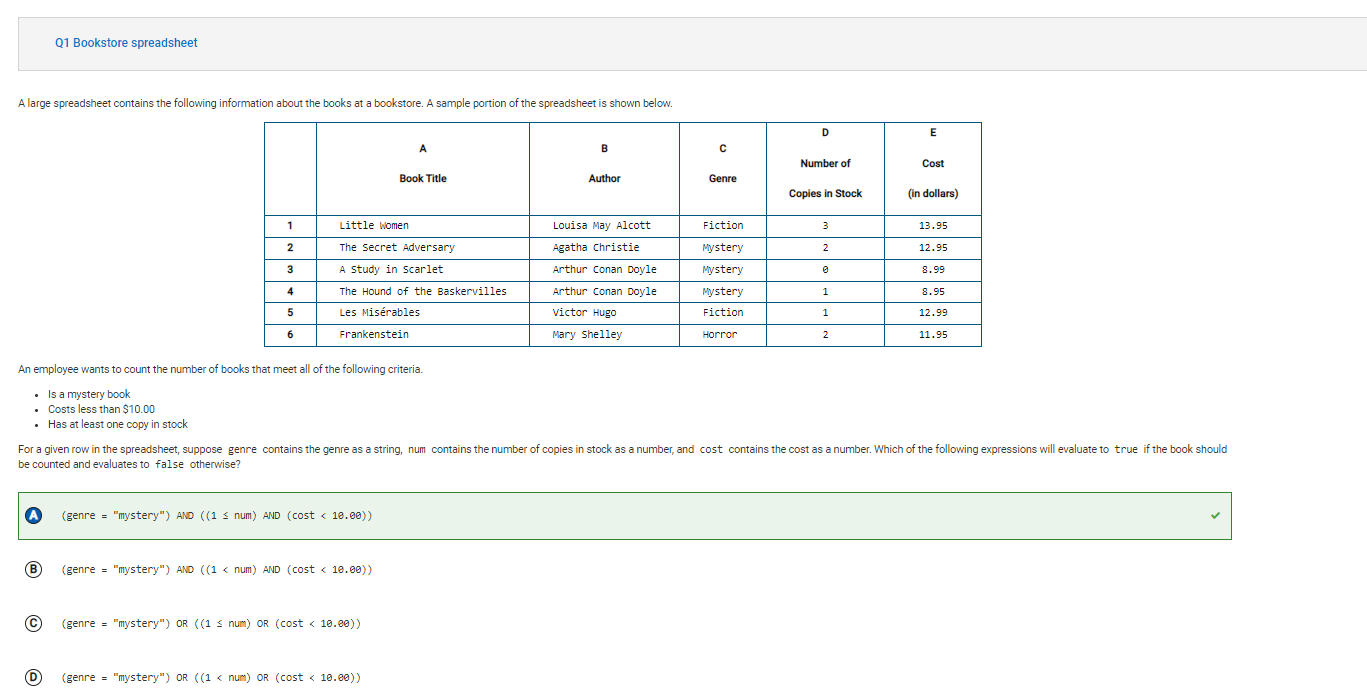 Q1 Bookstore spreadsheet
A large spreadsheet contains the following information about the books at a bookstore. A sample portion of the spreadsheet is shown below.
A Book Title B Author C Genre D Number of Copies in Stock E Cost (in dollars)
1 Little Women Louisa May Alcott Fiction 3 13.95
2 The Secret Adversary Agatha Christie Mystery 2 12.95
3 A Study in Scarlet Arthur Conan Doyle Mystery 0 8.99
4 The Hound of the Baskervilles Arthur Conan Doyle Mystery 1 8.95
5 Les Misérables Victor Hugo Fiction 1 12.99
6 Frankenstein Mary Shelley Horror 2 11.95
An employee wants to count the number of books that meet all of the following criteria.
• Is a mystery book
• Costs less than $10.00
• Has at least one copy in stock
For a given row in the spreadsheet, suppose genre contains the genre as a string, num contains the number of copies in stock as a number, and cost contains the cost as a number. Which of the following expressions will evaluate to true if the book should
be counted and evaluates to false otherwise?
A (genre = "mystery") AND ((1 ≤ num) AND (cost < 10.00))
B (genre = "mystery") AND ((1 < num) AND (cost < 10.00))
C (genre = "mystery") OR ((1 ≤ num) OR (cost < 10.00))
D (genre = "mystery") OR ((1 < num) OR (cost < 10.00))